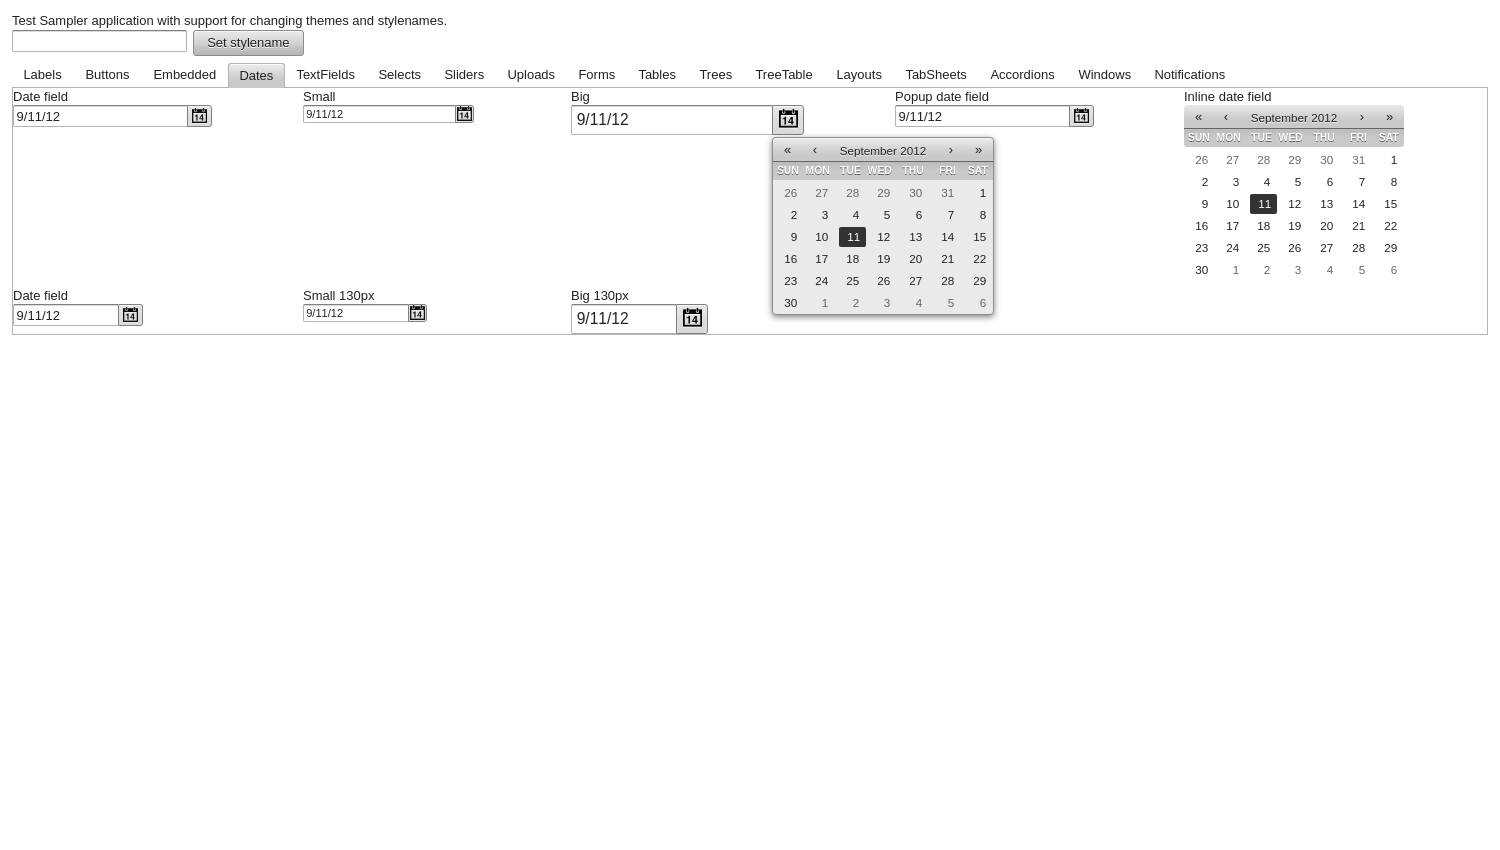 Test Sampler application with support for changing themes and stylenames.
Set stylename
Labels Buttons Embedded Dates TextFields Selects Sliders Uploads Forms Tables Trees TreeTable Layouts TabSheets Accordions Windows Notifications
Date field Small Big Popup date field Inline date field
9/11/12 14 9/11/12 14 9/11/12 14 9/11/12 14
« ‹ September 2012 › »
SUN MON TUE WED THU FRI SAT
26 27 28 29 30 31 1
2 3 4 5 6 7 8
9 10 11 12 13 14 15
16 17 18 19 20 21 22
23 24 25 26 27 28 29
30 1 2 3 4 5 6
« ‹ September 2012 › »
SUN MON TUE WED THU FRI SAT
26 27 28 29 30 31 1
2 3 4 5 6 7 8
9 10 11 12 13 14 15
16 17 18 19 20 21 22
23 24 25 26 27 28 29
30 1 2 3 4 5 6
Date field Small 130px Big 130px
9/11/12 14 9/11/12 14 9/11/12 14